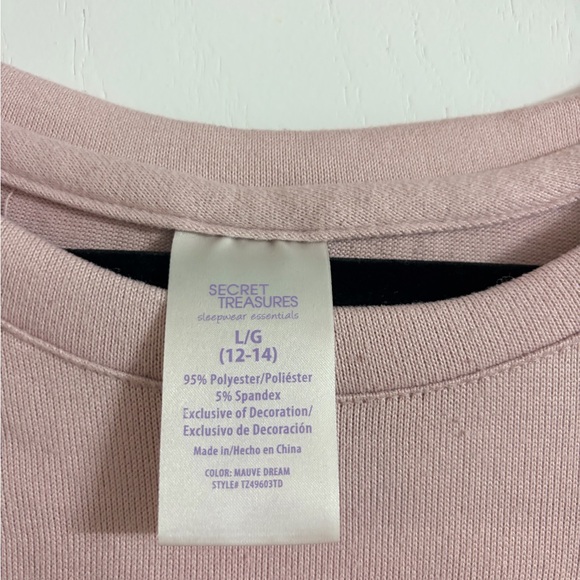 SECRET
TREASURES
sleepwear essentials
L/G
(12-14)
95% Polyester/Poliéster
5% Spandex
Exclusive of Decoration/
Exclusivo de Decoración
Made in/Hecho en China
COLOR: MAUVE DREAM
STYLE# TZ49603TD